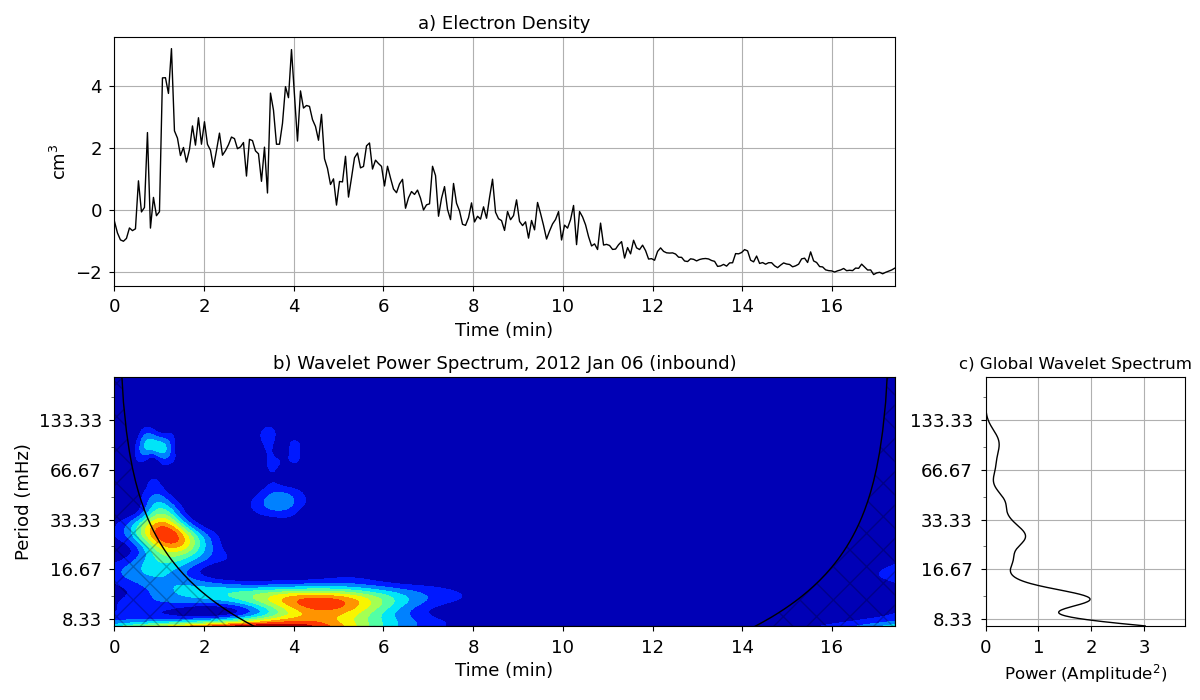 a) Electron Density
4
2
0
−2
cm³
0 2 4 6 8 10 12 14 16
Time (min)
b) Wavelet Power Spectrum, 2012 Jan 06 (inbound)
133.33
66.67
33.33
16.67
8.33
Period (mHz)
0 2 4 6 8 10 12 14 16
Time (min)
c) Global Wavelet Spectrum
133.33
66.67
33.33
16.67
8.33
0 1 2 3
Power (Amplitude²)